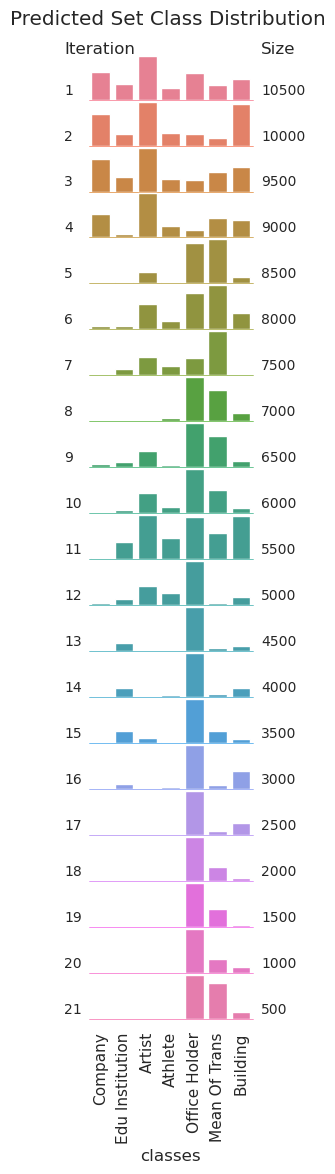 Predicted Set Class Distribution
Iteration Size
1 10500
2 10000
3 9500
4 9000
5 8500
6 8000
7 7500
8 7000
9 6500
10 6000
11 5500
12 5000
13 4500
14 4000
15 3500
16 3000
17 2500
18 2000
19 1500
20 1000
21 500
Company
Edu Institution
Artist
Athlete
Office Holder
Mean Of Trans
Building
classes